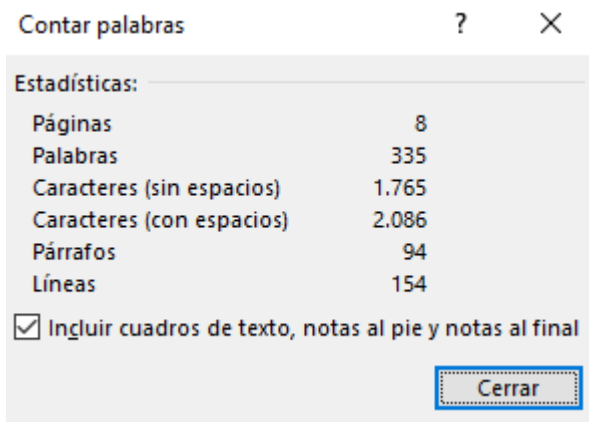 Contar palabras ? ×
Estadísticas:
Páginas 8
Palabras 335
Caracteres (sin espacios) 1.765
Caracteres (con espacios) 2.086
Párrafos 94
Líneas 154
Incluir cuadros de texto, notas al pie y notas al final
Cerrar